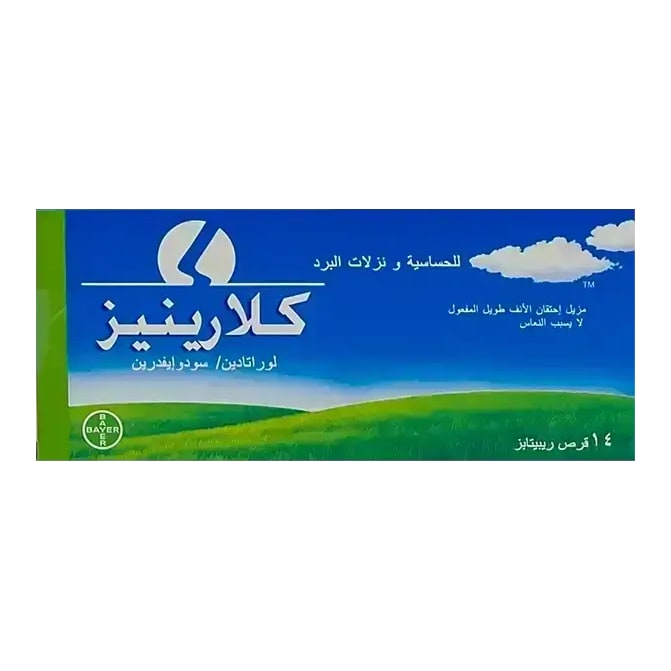 للحساسية و نزلات البرد
TM
كلارينيز
مزيل إحتقان الأنف طويل المفعول
لا يسبب النعاس
لوراتادين/ سودوإيفدرين
BAYER
BAYER
١٤ قرص ريبيتابز